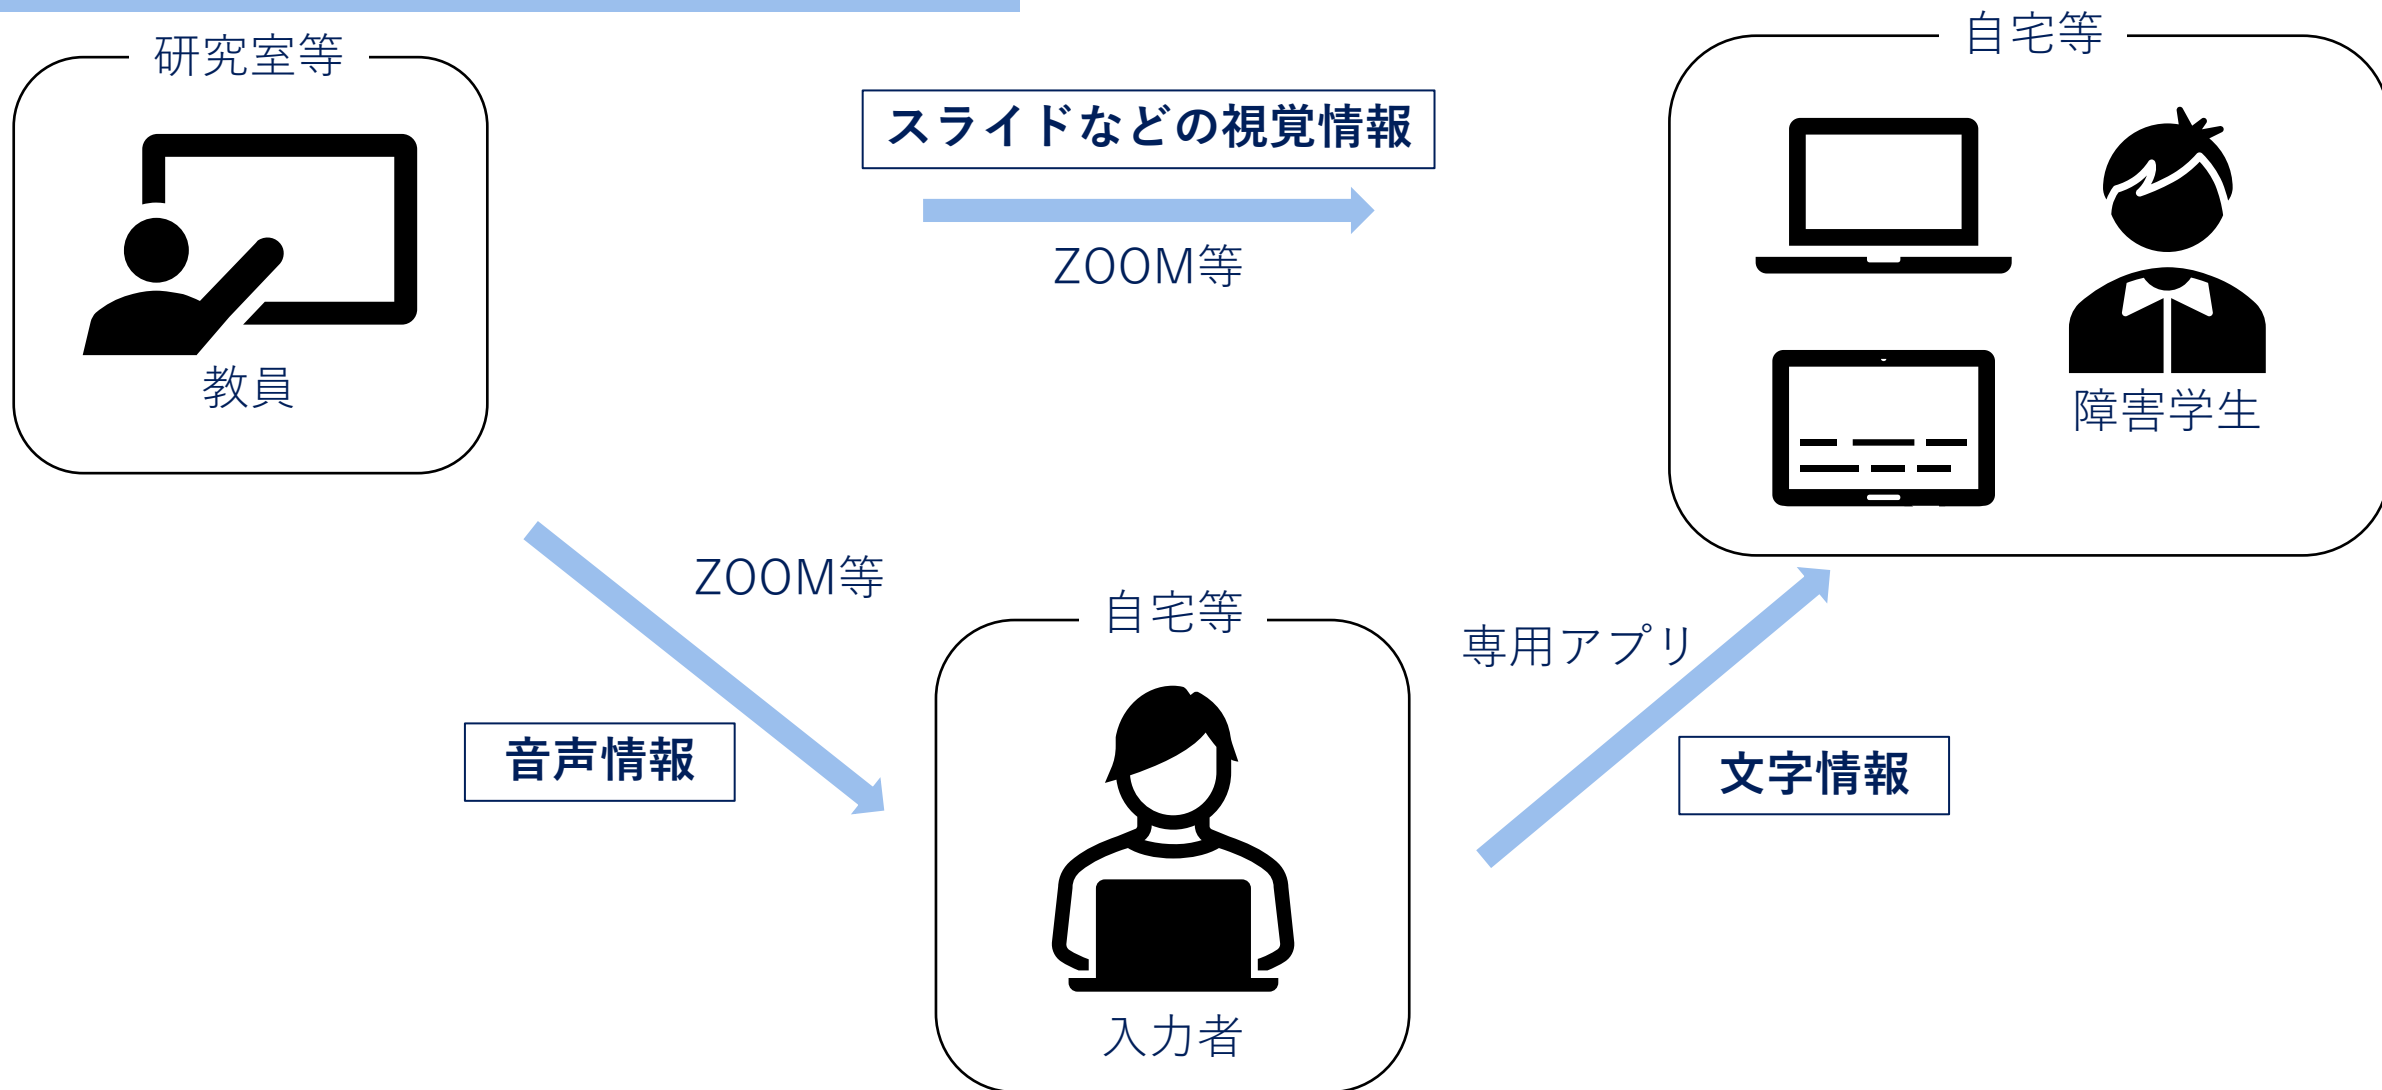 研究室等
教員
スライドなどの視覚情報
ZOOM等
自宅等
障害学生
ZOOM等
音声情報
自宅等
入力者
専用アプリ
文字情報